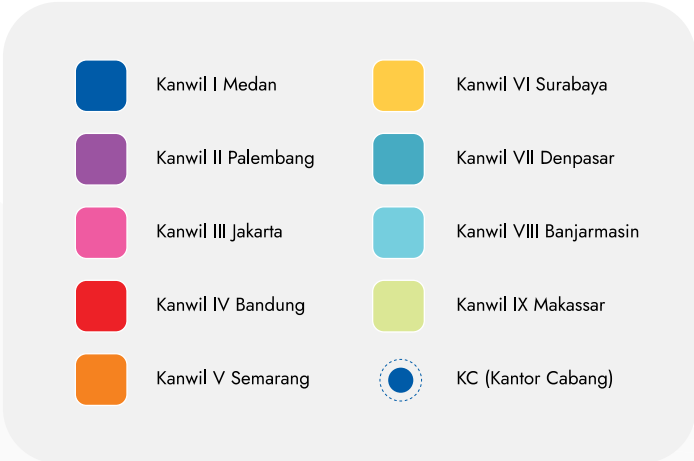 Kanwil I Medan
Kanwil II Palembang
Kanwil III Jakarta
Kanwil IV Bandung
Kanwil V Semarang
Kanwil VI Surabaya
Kanwil VII Denpasar
Kanwil VIII Banjarmasin
Kanwil IX Makassar
KC (Kantor Cabang)